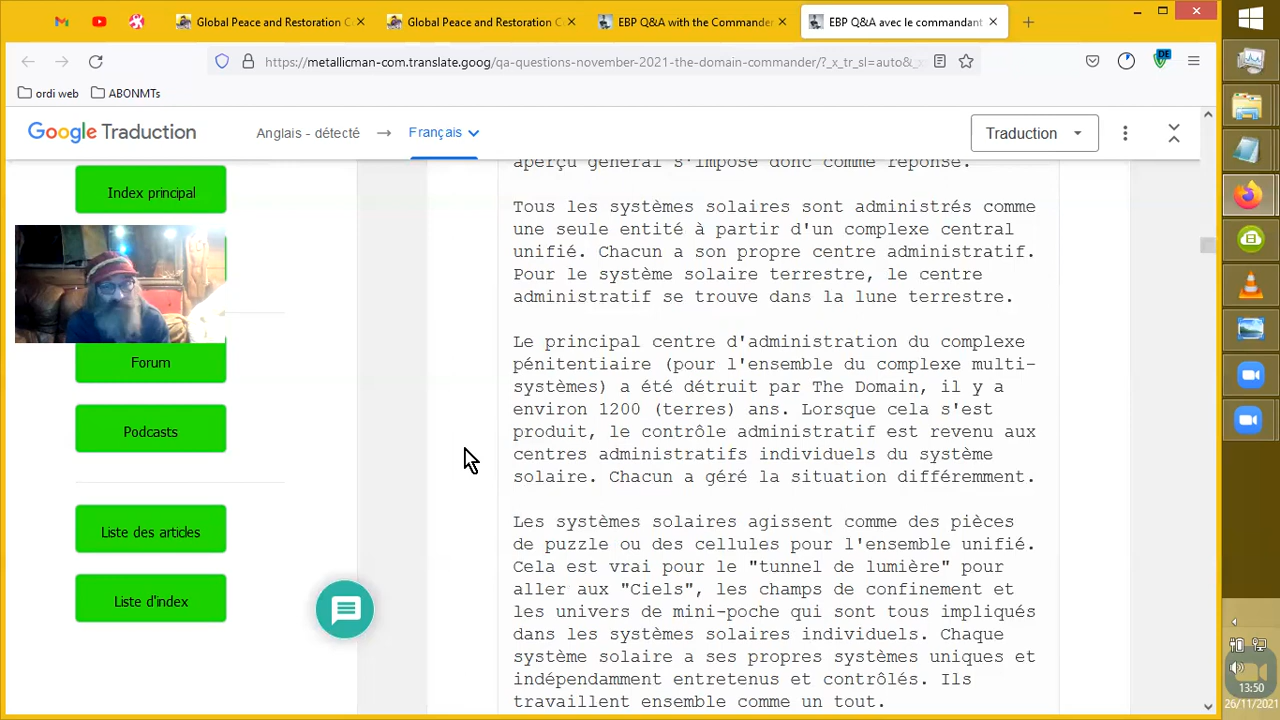 Global Peace and Restoration C
Global Peace and Restoration C
EBP Q&A with the Commander
EBP Q&A avec le commandant
https://metallicman-com.translate.goog/qa-questions-november-2021-the-domain-commander/?_x_tr_sl=auto&_x
DE
ordi web
ABONMTs
Google Traduction
Anglais - détecté
Français
Traduction
Index principal
Forum
Podcasts
Liste des articles
Liste d'index
aperçu général s'impose donc comme réponse.
Tous les systèmes solaires sont administrés comme
une seule entité à partir d'un complexe central
unifié. Chacun a son propre centre administratif.
Pour le système solaire terrestre, le centre
administratif se trouve dans la lune terrestre.
Le principal centre d'administration du complexe
pénitentiaire (pour l'ensemble du complexe multi-
systèmes) a été détruit par The Domain, il y a
environ 1200 (terres) ans. Lorsque cela s'est
produit, le contrôle administratif est revenu aux
centres administratifs individuels du système
solaire. Chacun a géré la situation différemment.
Les systèmes solaires agissent comme des pièces
de puzzle ou des cellules pour l'ensemble unifié.
Cela est vrai pour le "tunnel de lumière" pour
aller aux "Ciels", les champs de confinement et
les univers de mini-poche qui sont tous impliqués
dans les systèmes solaires individuels. Chaque
système solaire a ses propres systèmes uniques et
indépendamment entretenus et contrôlés. Ils
travaillent ensemble comme un tout.
13:50
26/11/2021